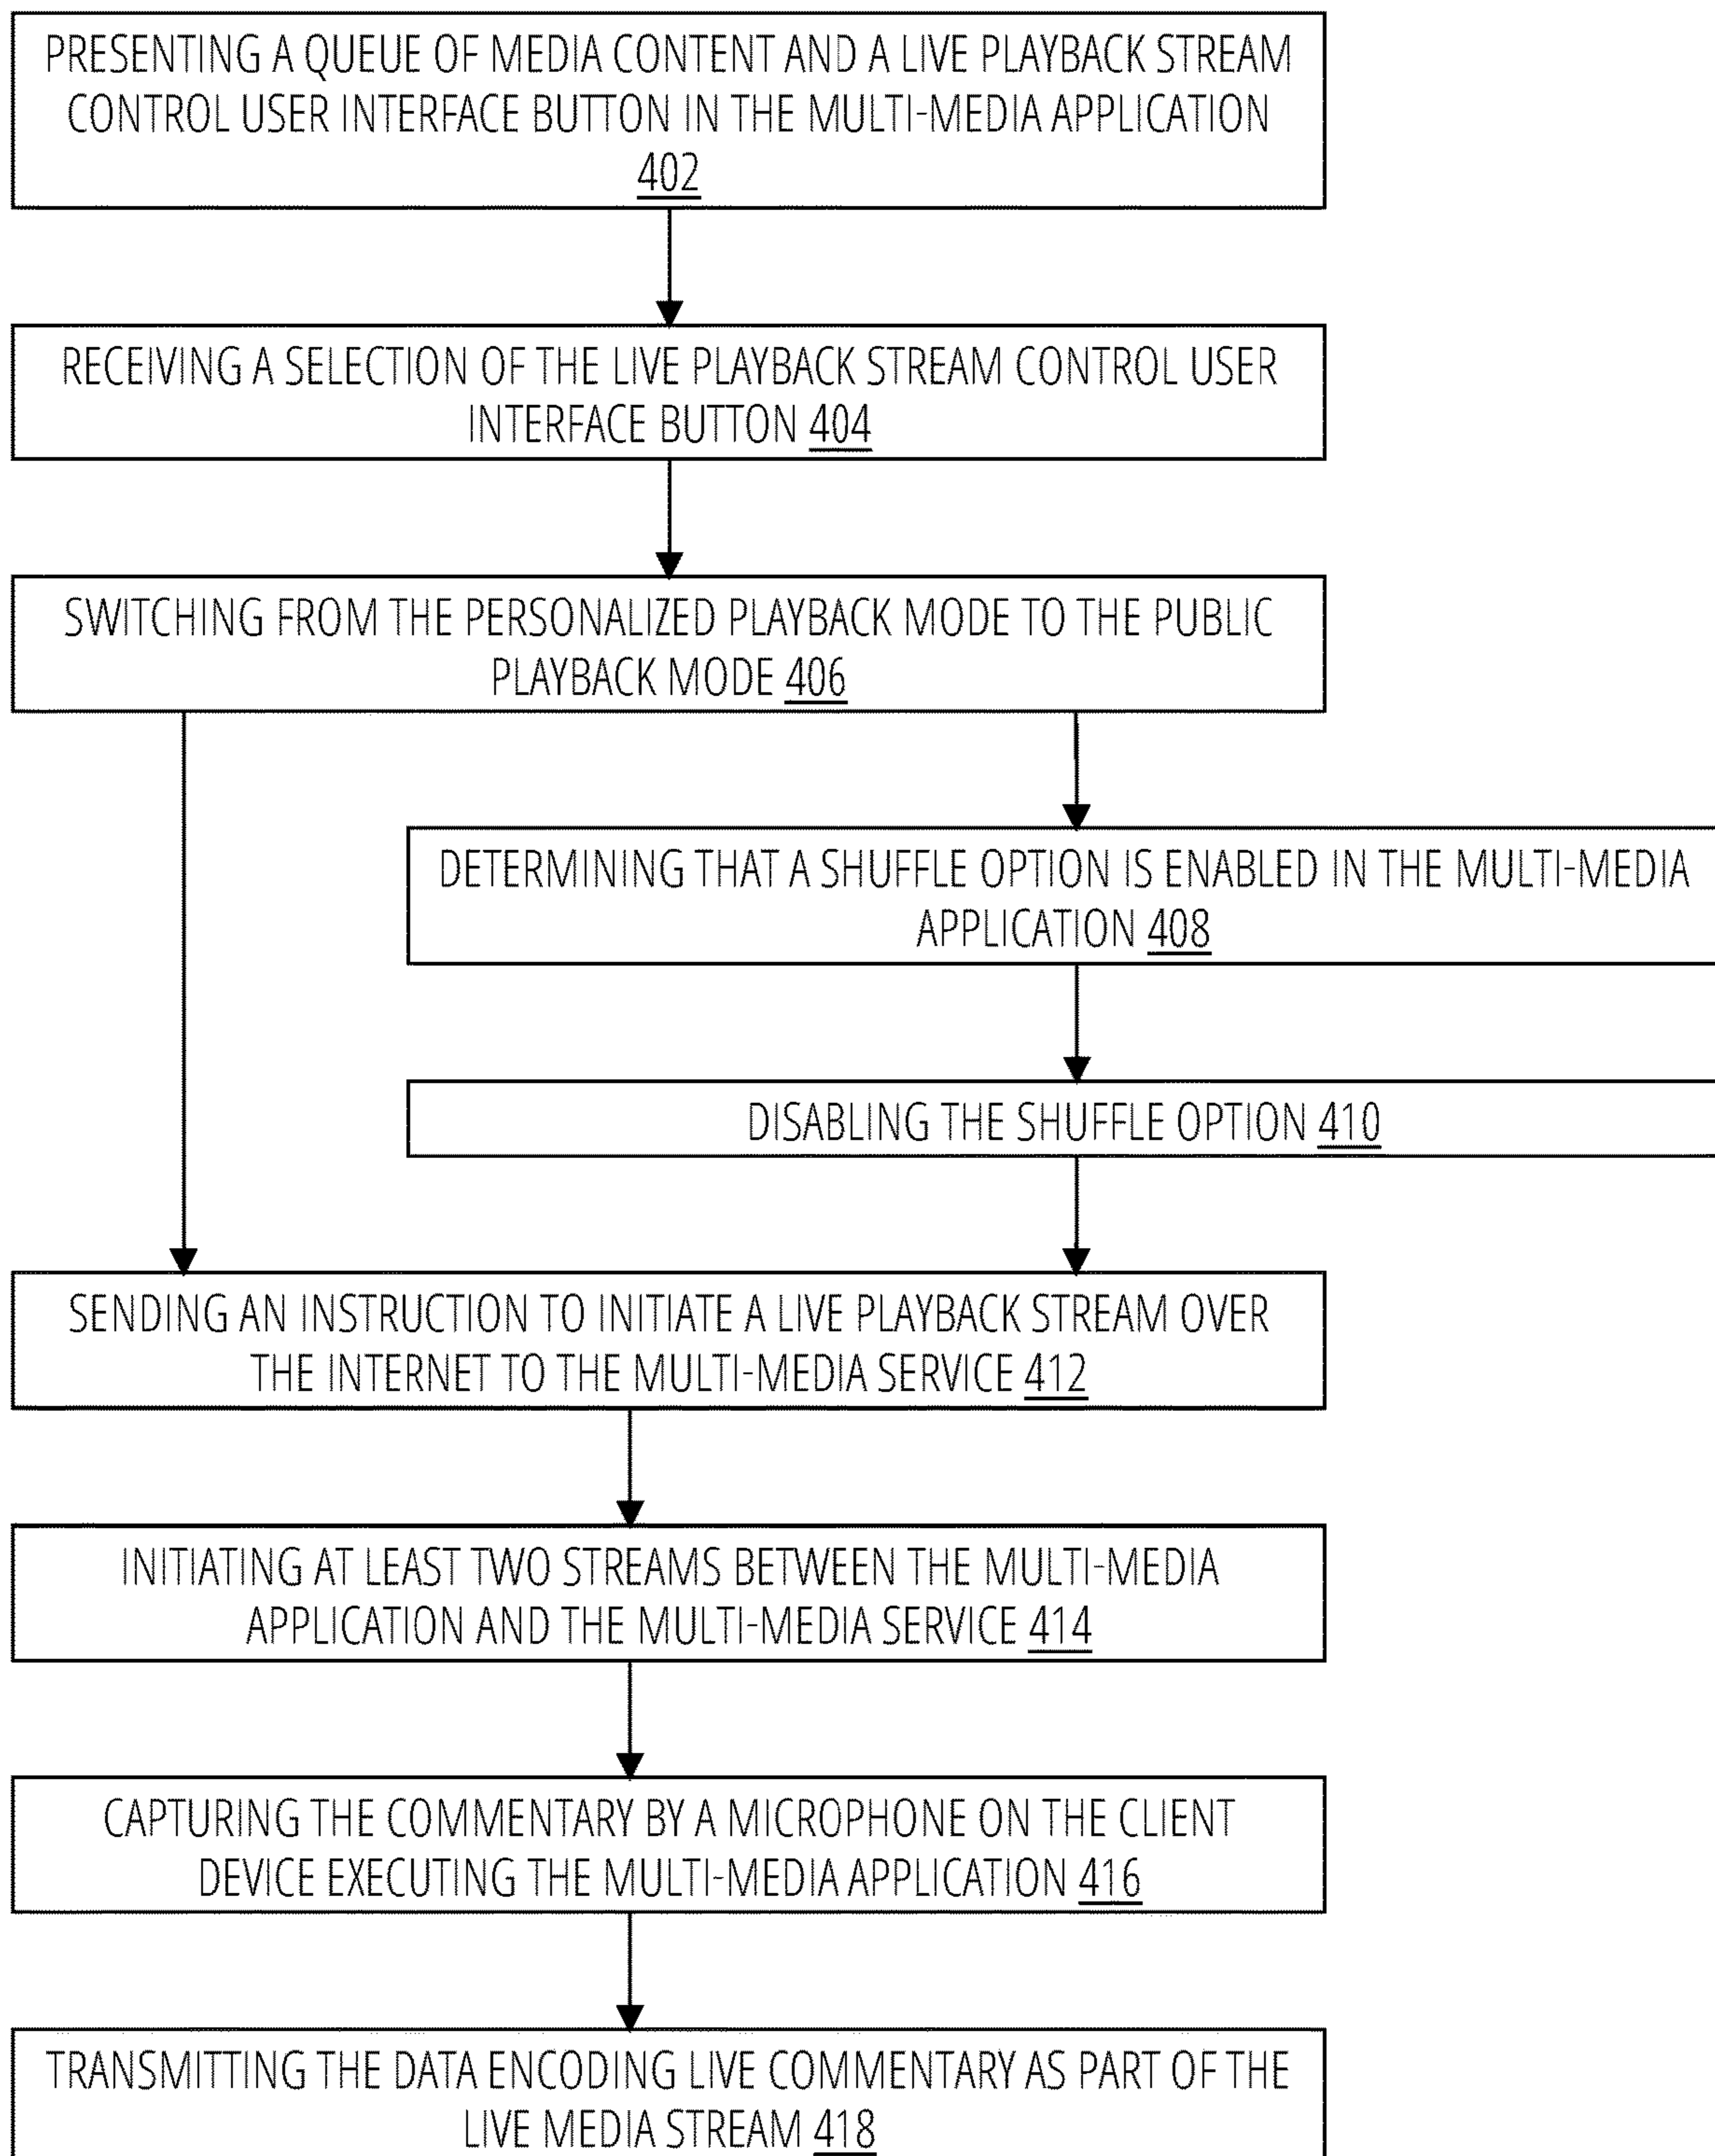 PRESENTING A QUEUE OF MEDIA CONTENT AND A LIVE PLAYBACK STREAM
CONTROL USER INTERFACE BUTTON IN THE MULTI-MEDIA APPLICATION
402
RECEIVING A SELECTION OF THE LIVE PLAYBACK STREAM CONTROL USER
INTERFACE BUTTON 404
SWITCHING FROM THE PERSONALIZED PLAYBACK MODE TO THE PUBLIC
PLAYBACK MODE 406
DETERMINING THAT A SHUFFLE OPTION IS ENABLED IN THE MULTI-MEDIA
APPLICATION 408
DISABLING THE SHUFFLE OPTION 410
SENDING AN INSTRUCTION TO INITIATE A LIVE PLAYBACK STREAM OVER
THE INTERNET TO THE MULTI-MEDIA SERVICE 412
INITIATING AT LEAST TWO STREAMS BETWEEN THE MULTI-MEDIA
APPLICATION AND THE MULTI-MEDIA SERVICE 414
CAPTURING THE COMMENTARY BY A MICROPHONE ON THE CLIENT
DEVICE EXECUTING THE MULTI-MEDIA APPLICATION 416
TRANSMITTING THE DATA ENCODING LIVE COMMENTARY AS PART OF THE
LIVE MEDIA STREAM 418